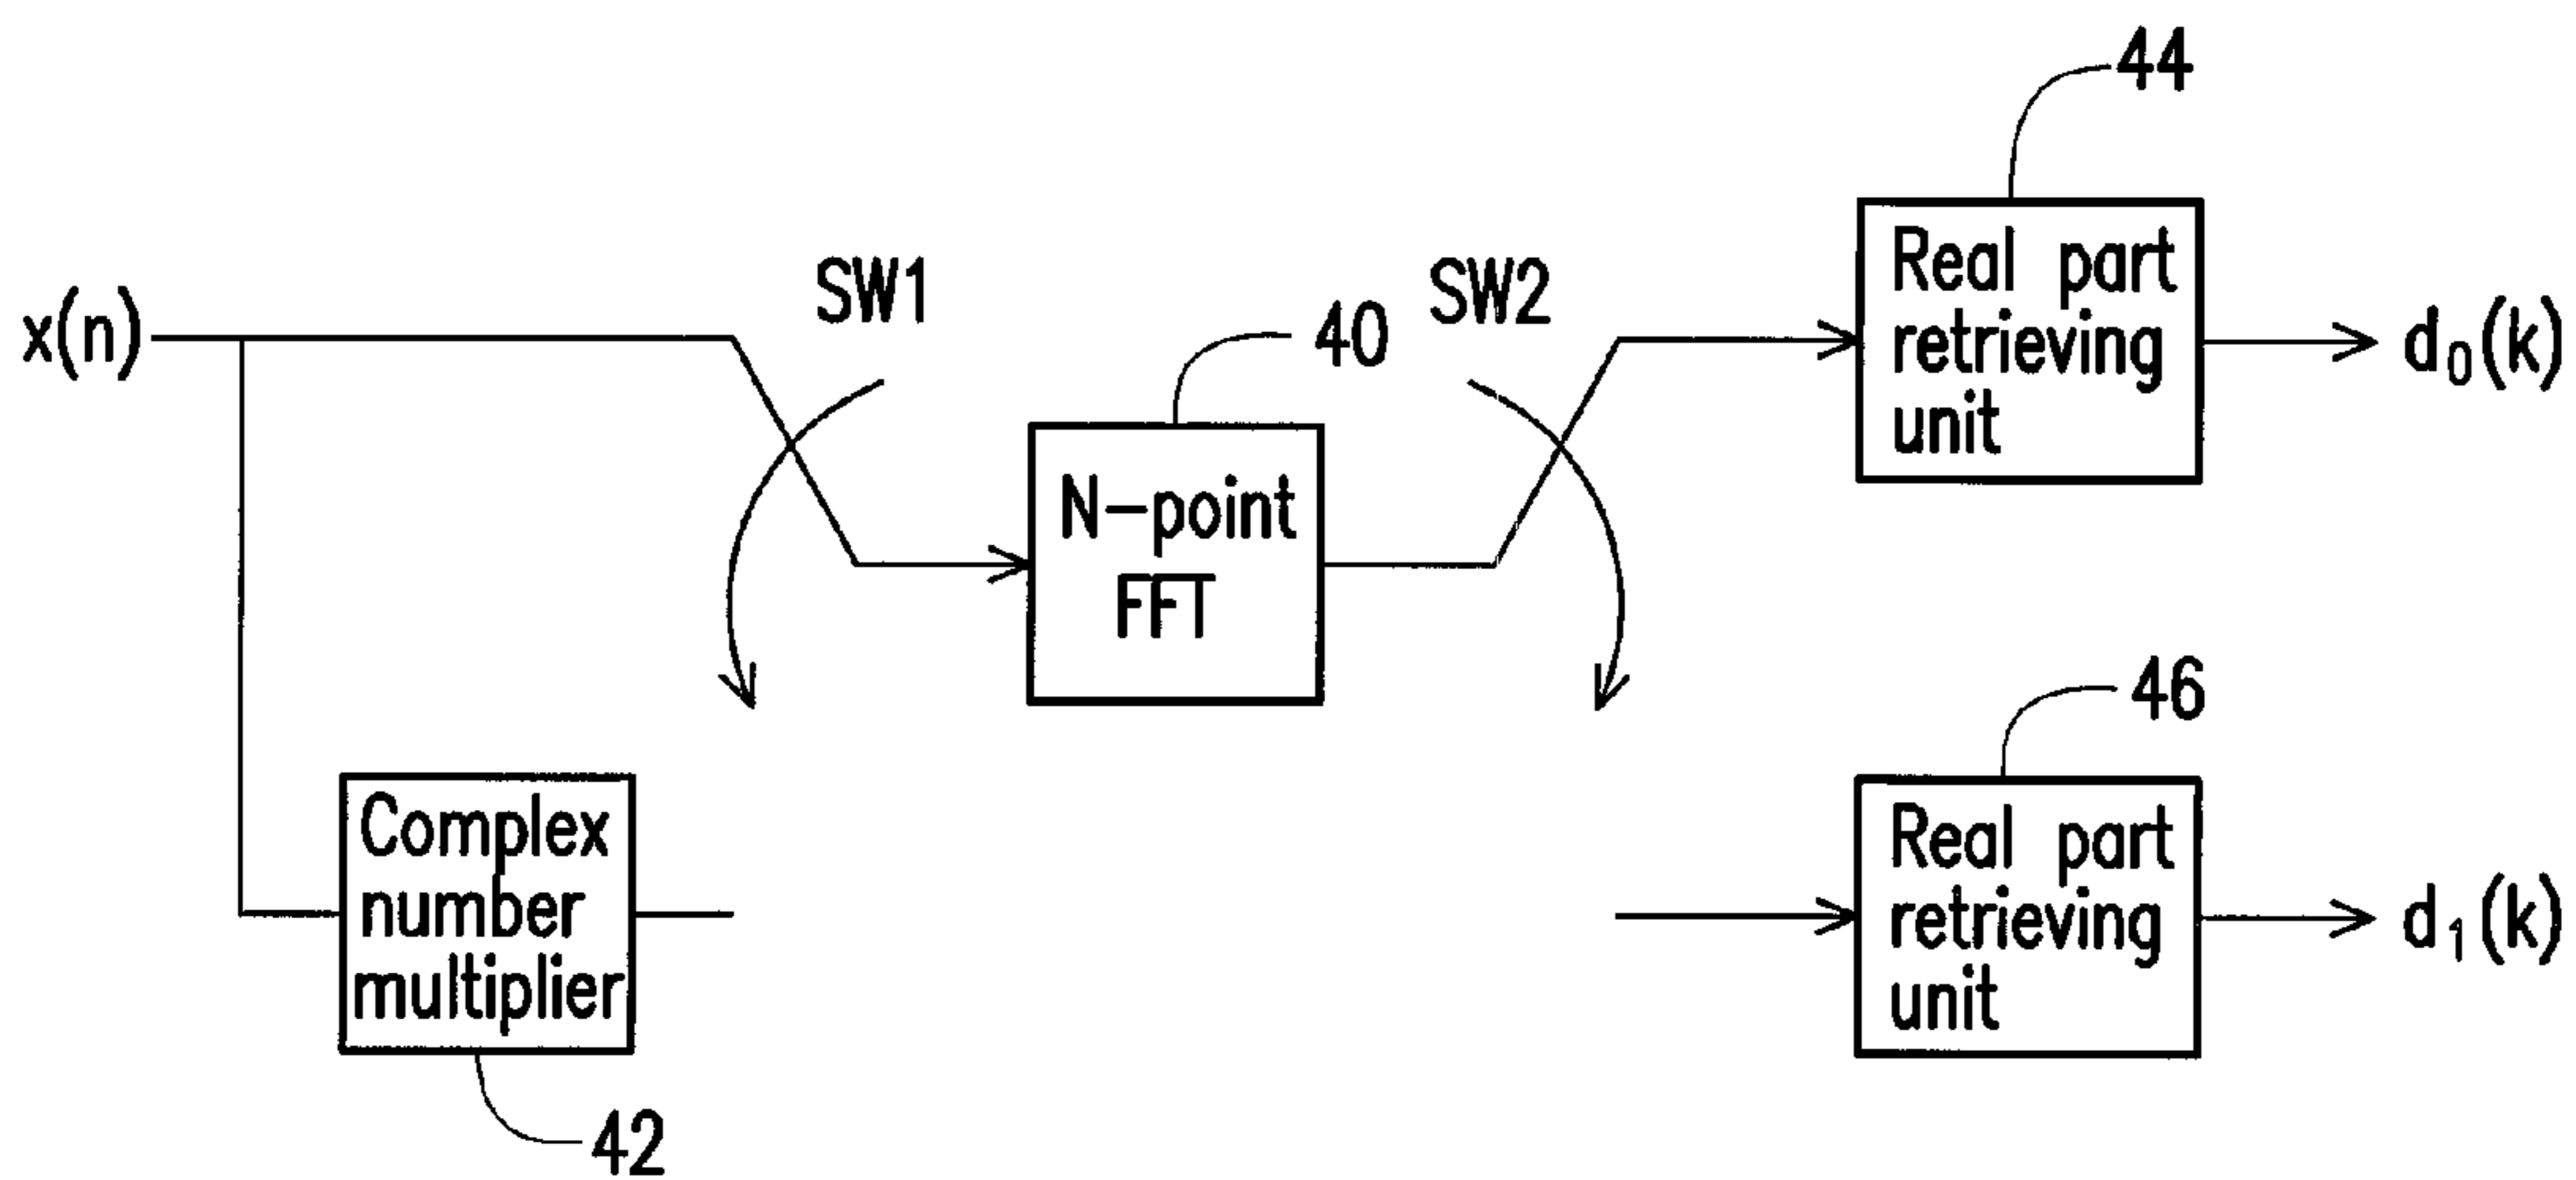 44
Real part
retrieving
unit
SW1
SW2
x(n)
40
d₀(k)
N-point
FFT
46
Complex
number
multiplier
Real part
retrieving
unit
d₁(k)
42